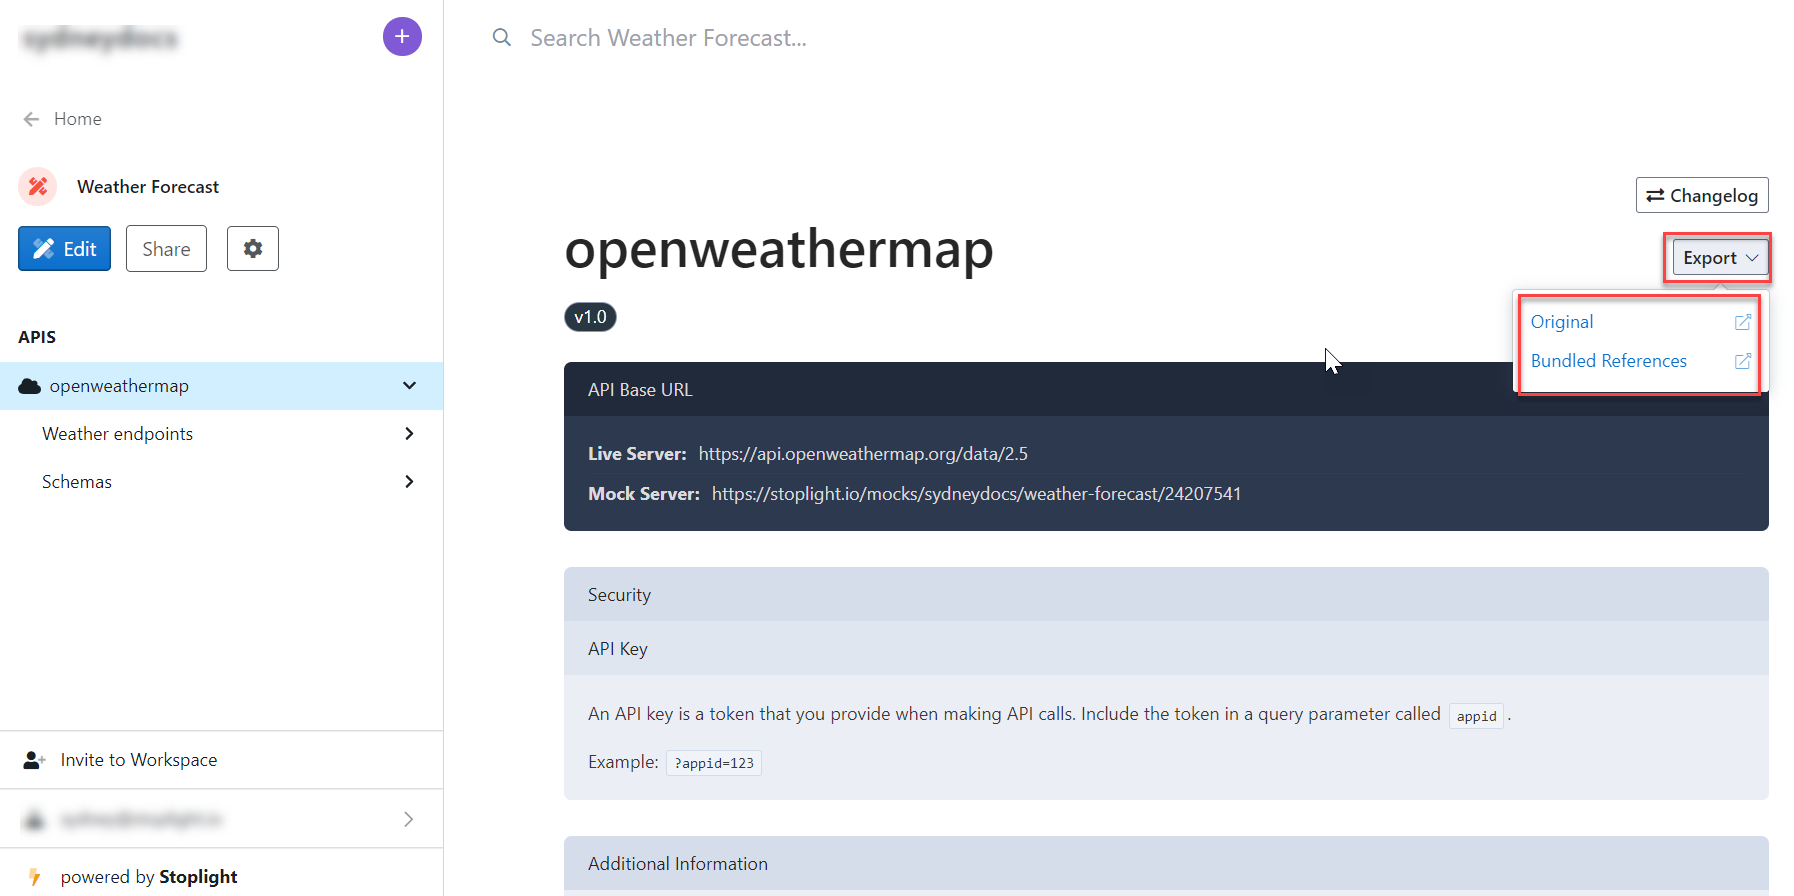 Home
Weather Forecast
Edit
Share
APIS
openweathermap
Weather endpoints
Schemas
Invite to Workspace
powered by Stoplight
Search Weather Forecast...
Changelog
openweathermap
Export
v1.0
Original
Bundled References
API Base URL
Live Server: https://api.openweathermap.org/data/2.5
Mock Server: https://stoplight.io/mocks/sydneydocs/weather-forecast/24207541
Security
API Key
An API key is a token that you provide when making API calls. Include the token in a query parameter called appid .
Example: ?appid=123
Additional Information